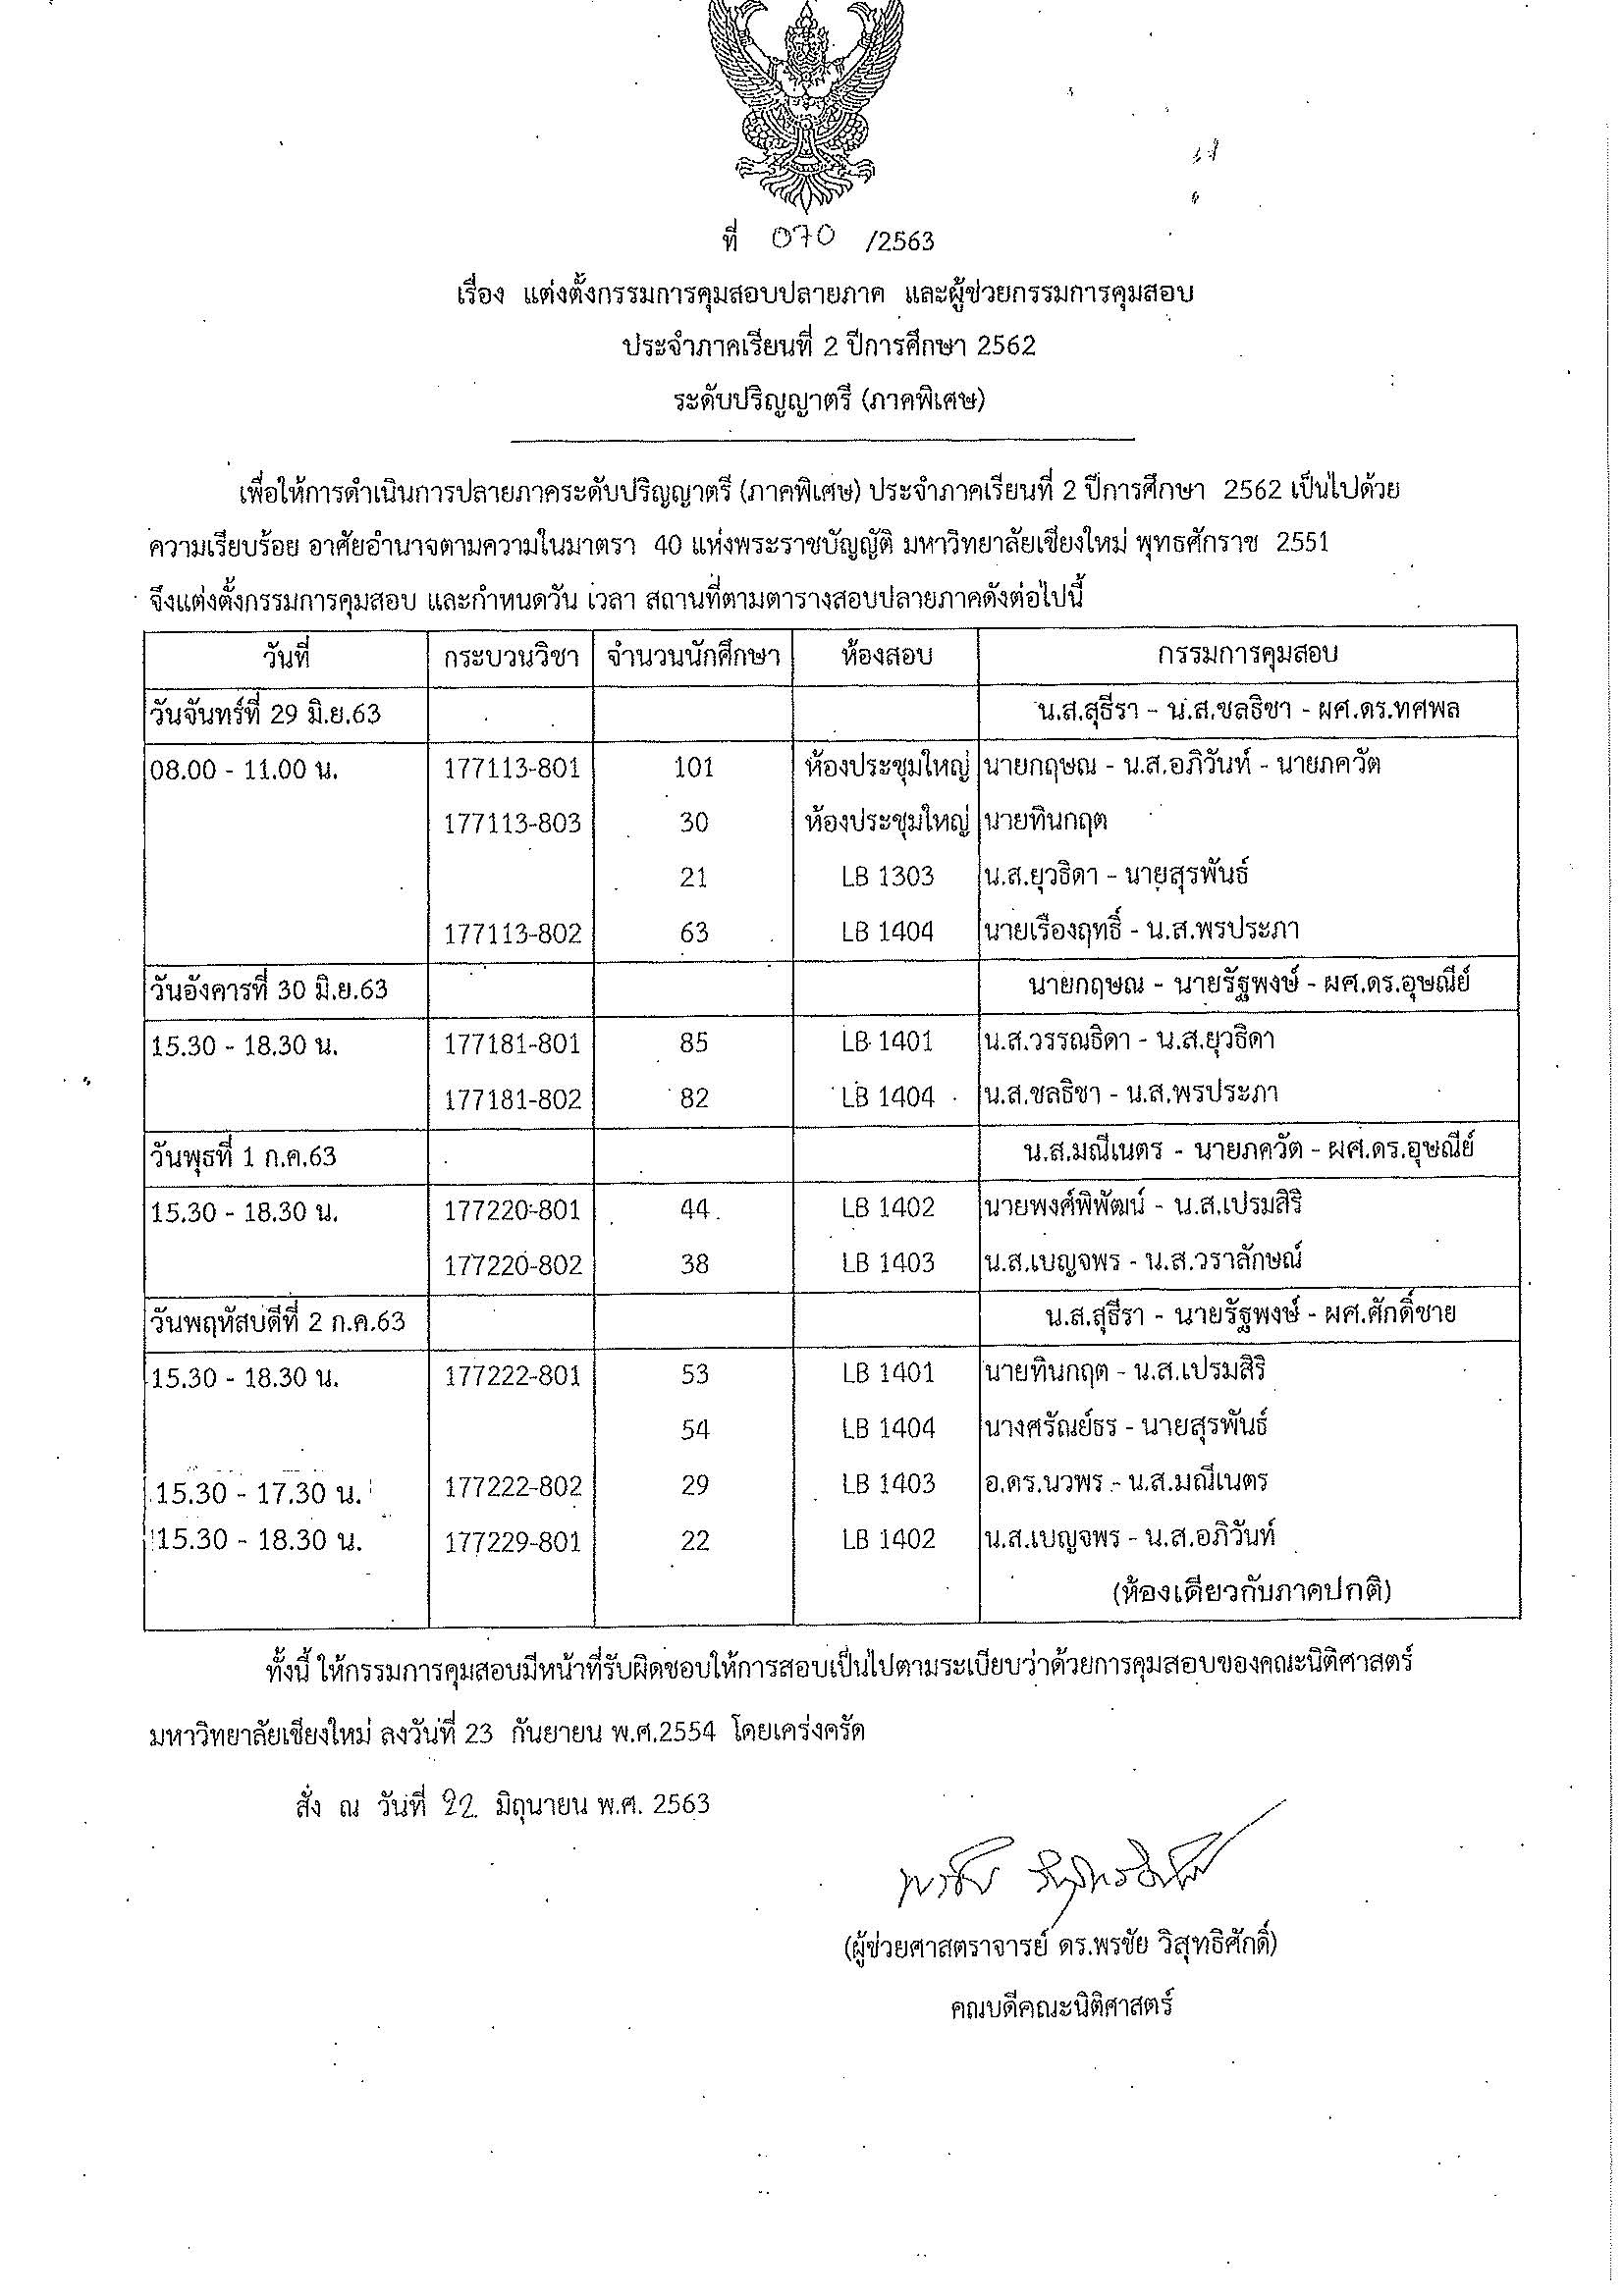 ที่ 070 /2563
เรื่อง แต่งตั้งกรรมการคุมสอบปลายภาค และผู้ช่วยกรรมการคุมสอบ
ประจำภาคเรียนที่ 2 ปีการศึกษา 2562
ระดับปริญญาตรี (ภาคพิเศษ)
เพื่อให้การดำเนินการปลายภาคระดับปริญญาตรี (ภาคพิเศษ) ประจำภาคเรียนที่ 2 ปีการศึกษา 2562 เป็นไปด้วย
ความเรียบร้อย อาศัยอำนาจตามความในมาตรา 40 แห่งพระราชบัญญัติ มหาวิทยาลัยเชียงใหม่ พุทธศักราช 2551
จึงแต่งตั้งกรรมการคุมสอบ และกำหนดวัน เวลา สถานที่ตามตารางสอบปลายภาคดังต่อไปนี้
วันที่ กระบวนวิชา จำนวนนักศึกษา ห้องสอบ กรรมการคุมสอบ
วันจันทร์ที่ 29 มิ.ย.63 น.ส.สุธีรา - น.ส.ชลธิชา - ผศ.ดร.ทศพล
08.00 - 11.00 น. 177113-801 101 ห้องประชุมใหญ่ นายกฤษณ - น.ส.อภิวันท์ - นายภควัต
177113-803 30 ห้องประชุมใหญ่ นายทินกฤต
21 LB 1303 น.ส.ยุวธิดา - นายสุรพันธ์
177113-802 63 LB 1404 นายเรืองฤทธิ์ - น.ส.พรประภา
วันอังคารที่ 30 มิ.ย.63 นายกฤษณ - นายรัฐพงษ์ - ผศ.ดร.อุษณีย์
15.30 - 18.30 น. 177181-801 85 LB 1401 น.ส.วรรณธิดา - น.ส.ยุวธิดา
177181-802 82 LB 1404 น.ส.ชลธิชา - น.ส.พรประภา
วันพุธที่ 1 ก.ค.63 น.ส.มณีเนตร - นายภควัต - ผศ.ดร.อุษณีย์
15.30 - 18.30 น. 177220-801 44 LB 1402 นายพงศ์พิพัฒน์ - น.ส.เปรมสิริ
177220-802 38 LB 1403 น.ส.เบญจพร - น.ส.วราลักษณ์
วันพฤหัสบดีที่ 2 ก.ค.63 น.ส.สุธีรา - นายรัฐพงษ์ - ผศ.ศักดิ์ชาย
15.30 - 18.30 น. 177222-801 53 LB 1401 นายทินกฤต - น.ส.เปรมสิริ
54 LB 1404 นางศรัณย์ธร - นายสุรพันธ์
15.30 - 17.30 น. 177222-802 29 LB 1403 อ.ดร.นวพร - น.ส.มณีเนตร
15.30 - 18.30 น. 177229-801 22 LB 1402 น.ส.เบญจพร - น.ส.อภิวันท์
(ห้องเดียวกับภาคปกติ)
ทั้งนี้ ให้กรรมการคุมสอบมีหน้าที่รับผิดชอบให้การสอบเป็นไปตามระเบียบว่าด้วยการคุมสอบของคณะนิติศาสตร์
มหาวิทยาลัยเชียงใหม่ ลงวันที่ 23 กันยายน พ.ศ.2554 โดยเคร่งครัด
สั่ง ณ วันที่ 22 มิถุนายน พ.ศ. 2563
(ผู้ช่วยศาสตราจารย์ ดร.พรชัย วิสุทธิศักดิ์)
คณบดีคณะนิติศาสตร์